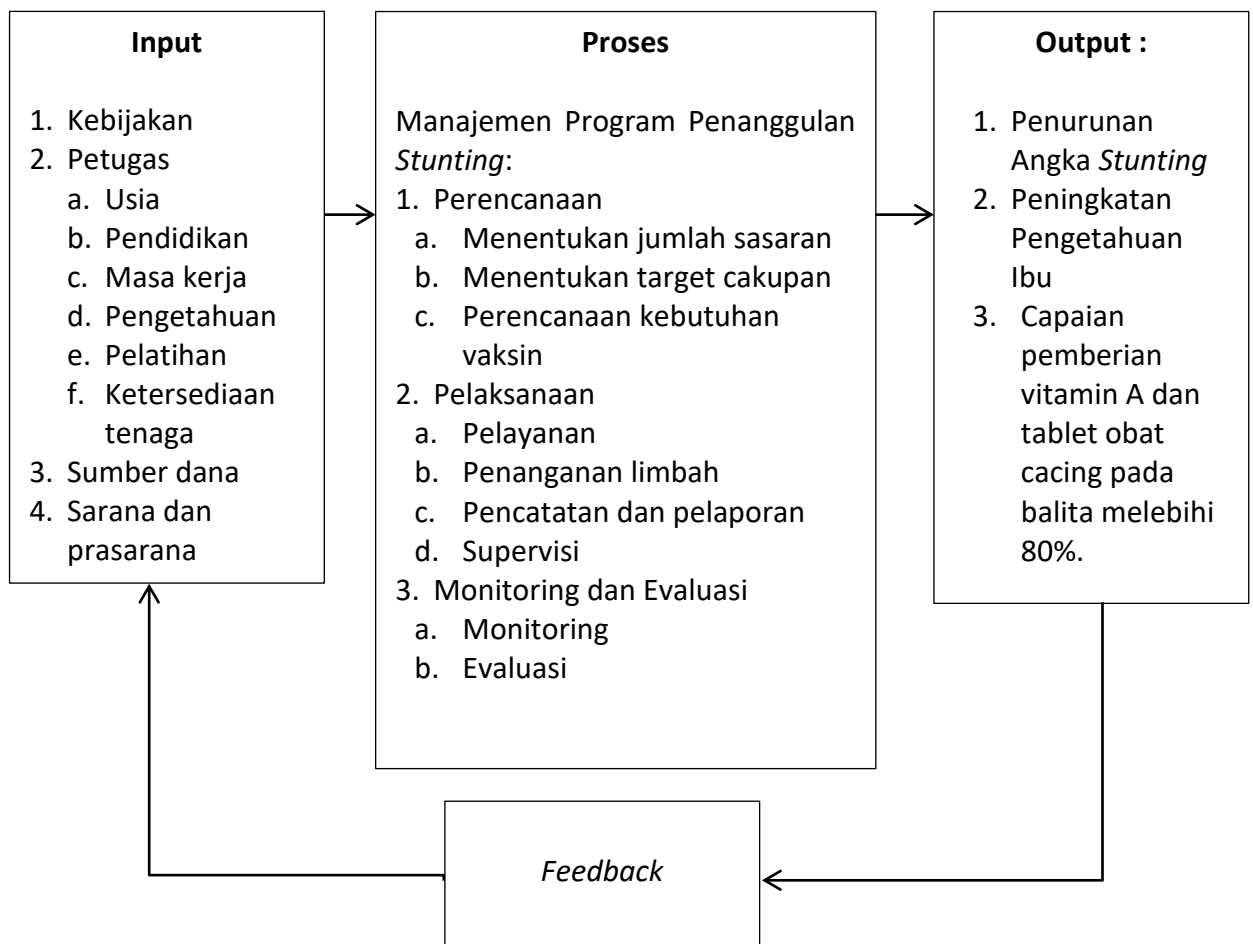 Input
1. Kebijakan
2. Petugas
a. Usia
b. Pendidikan
c. Masa kerja
d. Pengetahuan
e. Pelatihan
f. Ketersediaan
tenaga
3. Sumber dana
4. Sarana dan
prasarana
Proses
Manajemen Program Penanggulan
Stunting:
1. Perencanaan
a. Menentukan jumlah sasaran
b. Menentukan target cakupan
c. Perencanaan kebutuhan
vaksin
2. Pelaksanaan
a. Pelayanan
b. Penanganan limbah
c. Pencatatan dan pelaporan
d. Supervisi
3. Monitoring dan Evaluasi
a. Monitoring
b. Evaluasi
Output :
1. Penurunan
Angka Stunting
2. Peningkatan
Pengetahuan
Ibu
3. Capaian
pemberian
vitamin A dan
tablet obat
cacing pada
balita melebihi
80%.
Feedback